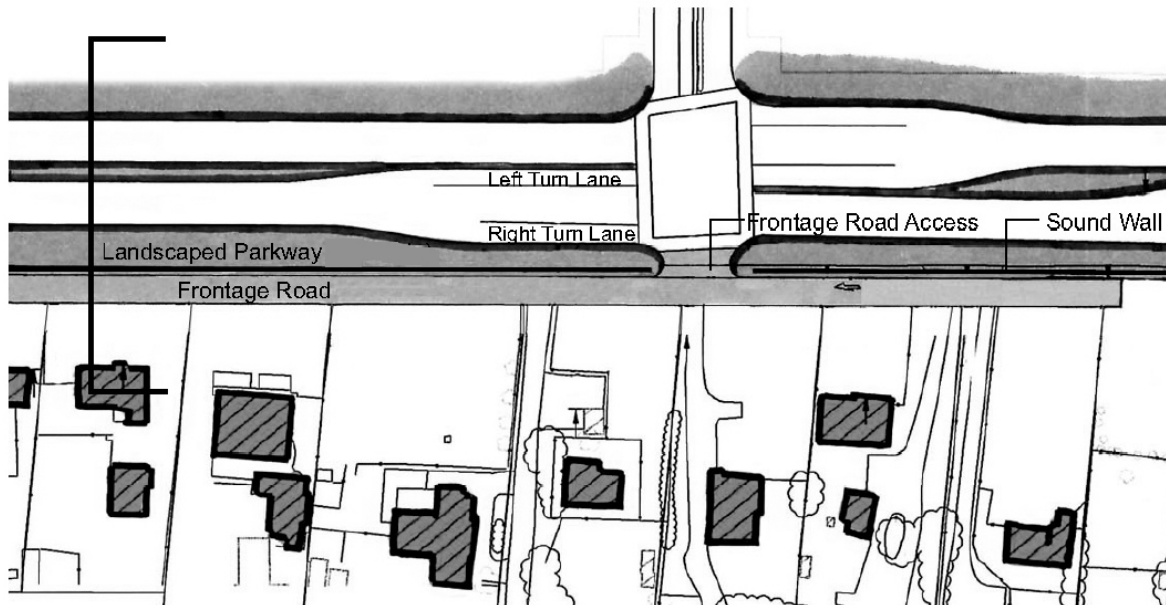 Left Turn Lane
Right Turn Lane
Frontage Road Access
Sound Wall
Landscaped Parkway
Frontage Road